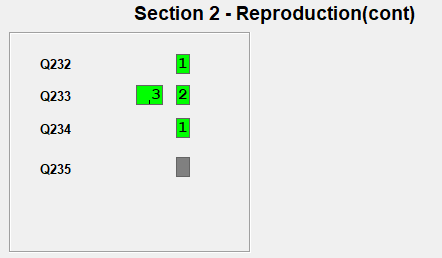 Section 2 - Reproduction(cont)
Q232 1
Q233 ,3 2
Q234 1
Q235